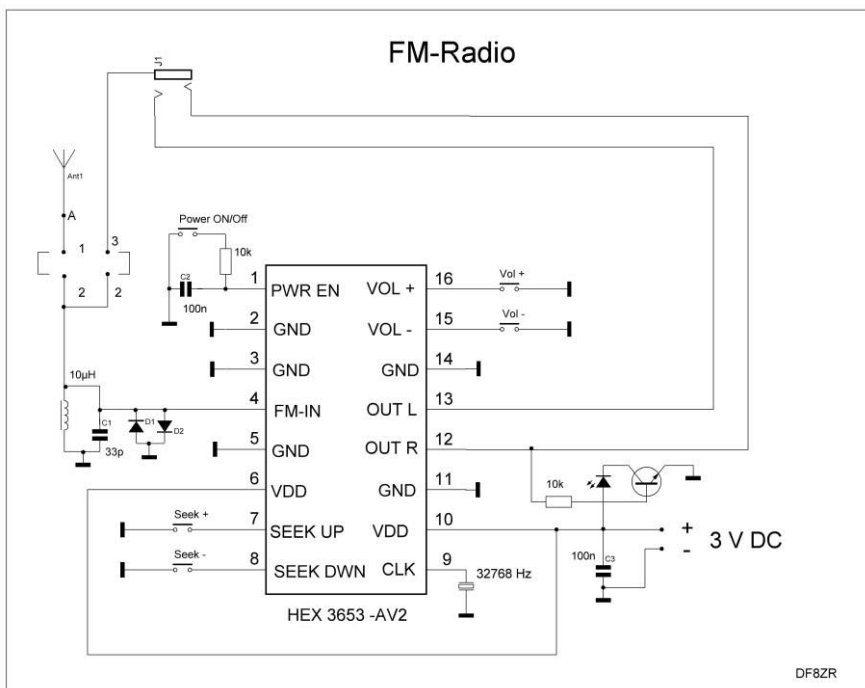 FM-Radio
J1
Ant1
A
1
3
2
2
Power ON/Off
10k
C2
100n
10µH
C1
33p
D1
D2
1
PWR EN
2
GND
3
GND
4
FM-IN
5
GND
6
VDD
7
SEEK UP
8
SEEK DWN
Seek +
Seek -
16
VOL +
Vol +
15
VOL -
Vol -
14
GND
13
OUT L
12
OUT R
11
GND
10
VDD
9
CLK
32768 Hz
10k
100n
C3
+
-
3 V DC
HEX 3653 -AV2
DF8ZR